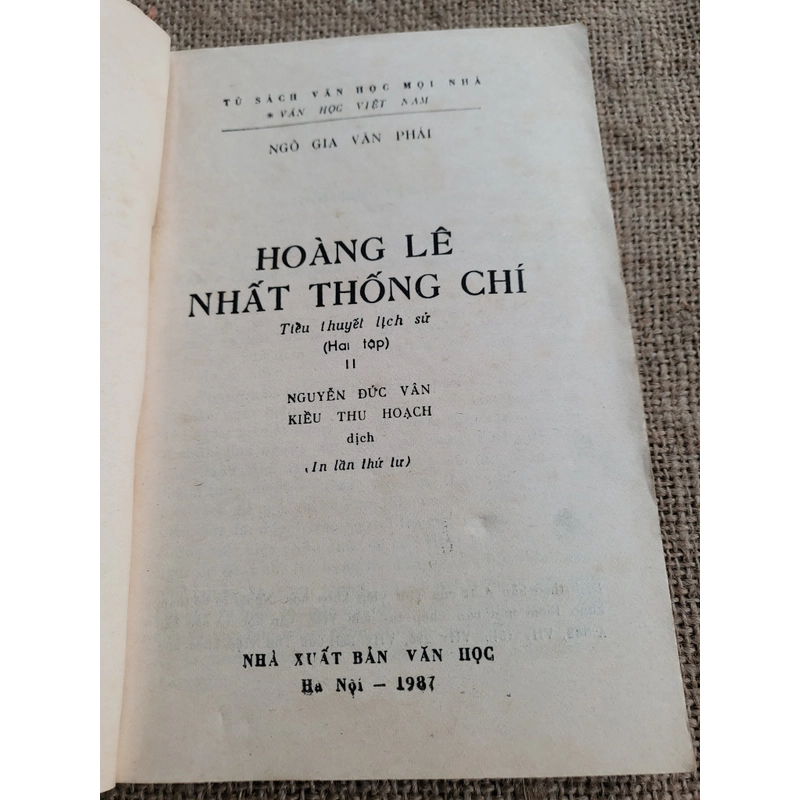 TỦ SÁCH VĂN HỌC MỌI NHÀ
* VĂN HỌC VIỆT NAM
NGÔ GIA VĂN PHÁI
HOÀNG LÊ
NHẤT THỐNG CHÍ
Tiểu thuyết lịch sử
(Hai tập)
II
NGUYỄN ĐỨC VÂN
KIỀU THU HOẠCH
dịch
(In lần thứ tư)
NHÀ XUẤT BẢN VĂN HỌC
Hà Nội – 1987